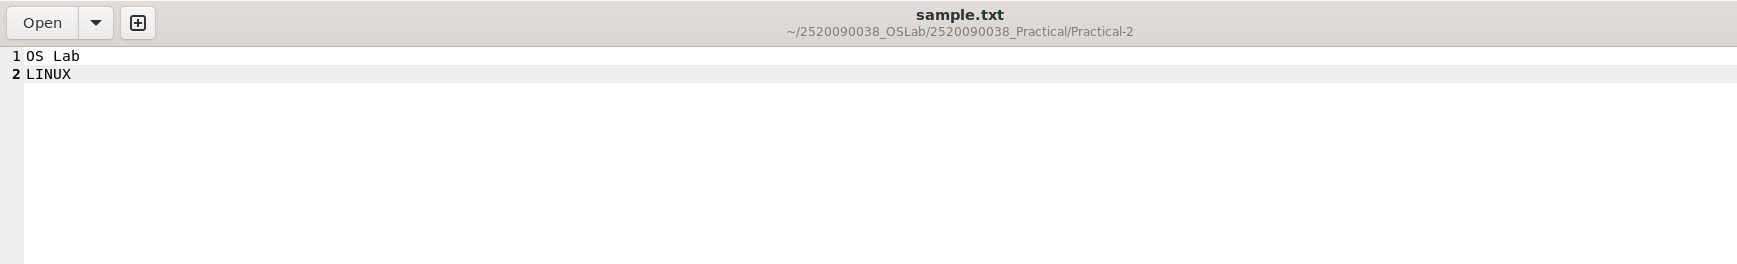 Open
sample.txt
~/2520090038_OSLab/2520090038_Practical/Practical-2
1 OS Lab
2 LINUX